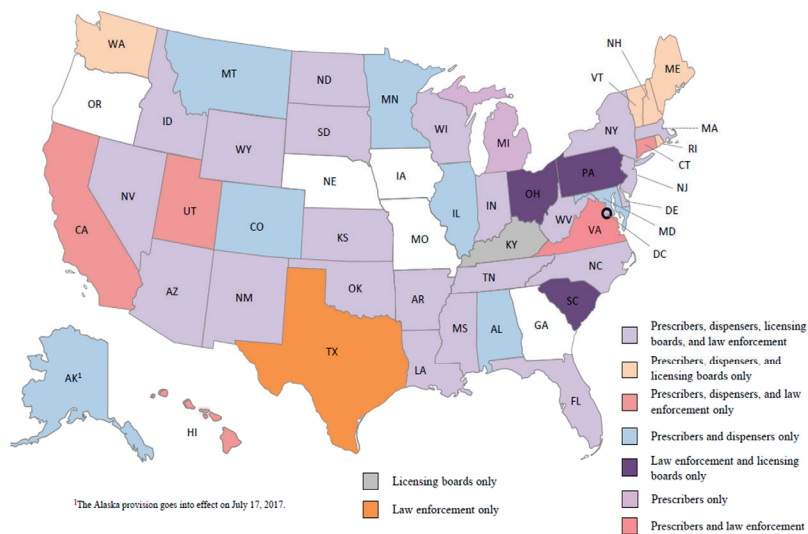 WA
MT
ND
MN
OR
ID
SD
WI
MI
NY
VT
NH
ME
MA
RI
CT
NJ
DE
MD
DC
WY
NE
IA
NV
UT
CO
CA
KS
MO
IL
IN
OH
PA
WV
VA
KY
NC
TN
AZ
NM
OK
AR
SC
MS
AL
GA
TX
LA
FL
AK¹
HI
Prescribers, dispensers, licensing
boards, and law enforcement
Prescribers, dispensers, and
licensing boards only
Prescribers, dispensers, and law
enforcement only
Prescribers and dispensers only
Law enforcement and licensing
boards only
Prescribers only
Prescribers and law enforcement
Licensing boards only
Law enforcement only
¹The Alaska provision goes into effect on July 17, 2017.